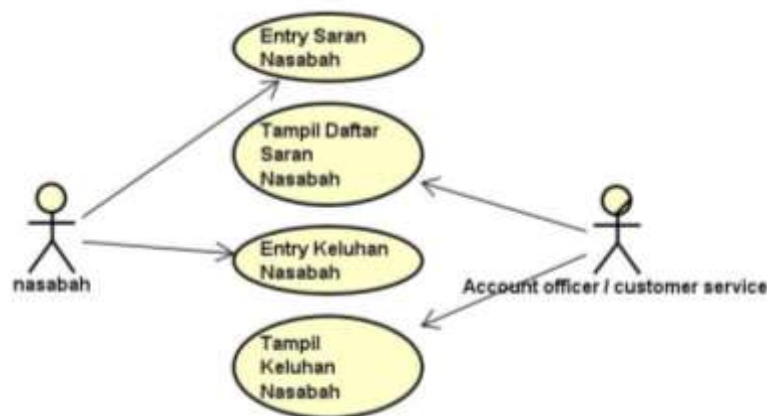 Entry Saran
Nasabah
Tampil Daftar
Saran
Nasabah
Entry Keluhan
Nasabah
nasabah
Account officer / customer service
Tampil
Keluhan
Nasabah